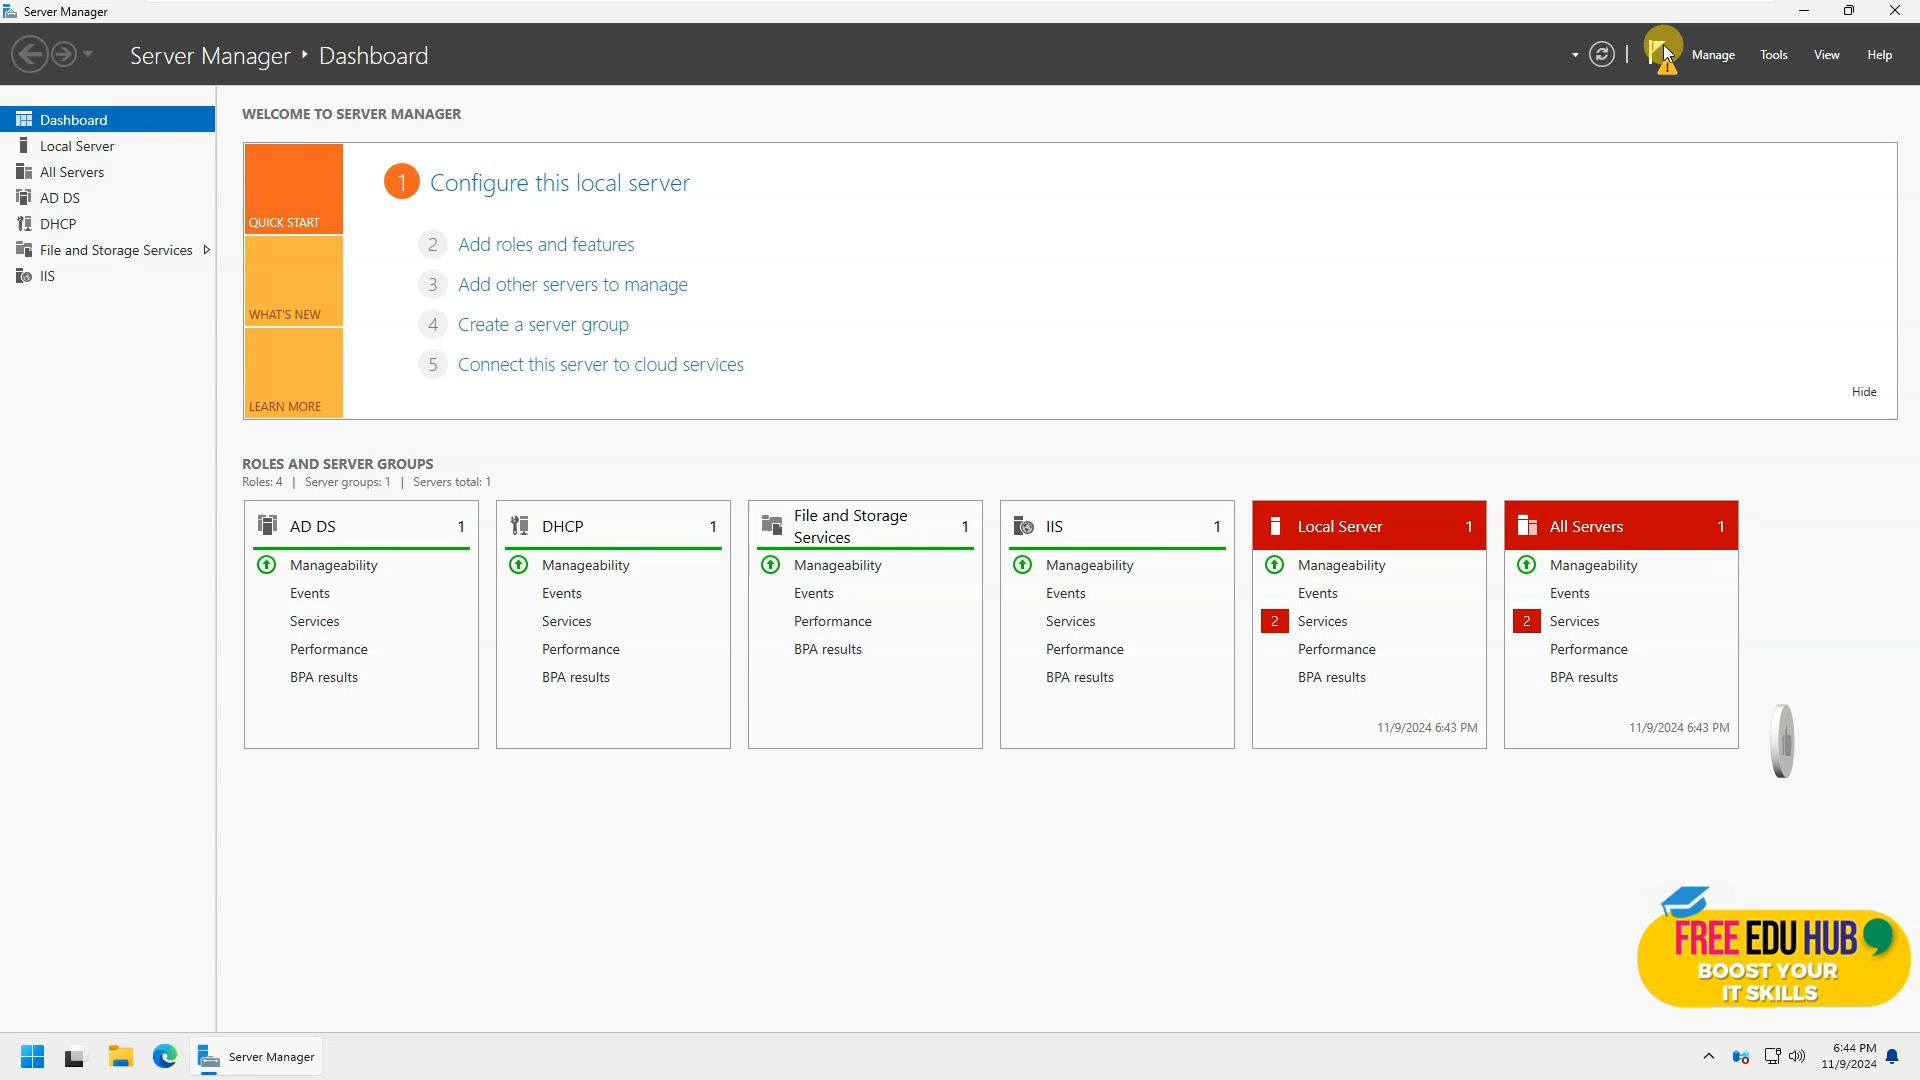 Server Manager
Server Manager ‣ Dashboard
Manage
Tools
View
Help
Dashboard
Local Server
All Servers
AD DS
DHCP
File and Storage Services
IIS
WELCOME TO SERVER MANAGER
QUICK START
WHAT'S NEW
LEARN MORE
1 Configure this local server
2 Add roles and features
3 Add other servers to manage
4 Create a server group
5 Connect this server to cloud services
Hide
ROLES AND SERVER GROUPS
Roles: 4 | Server groups: 1 | Servers total: 1
AD DS 1
Manageability
Events
Services
Performance
BPA results
DHCP 1
Manageability
Events
Services
Performance
BPA results
File and Storage
Services 1
Manageability
Events
Performance
BPA results
IIS 1
Manageability
Events
Services
Performance
BPA results
Local Server 1
Manageability
Events
2 Services
Performance
BPA results
11/9/2024 6:43 PM
All Servers 1
Manageability
Events
2 Services
Performance
BPA results
11/9/2024 6:43 PM
FREE EDU HUB
BOOST YOUR
IT SKILLS
Server Manager
6:44 PM
11/9/2024